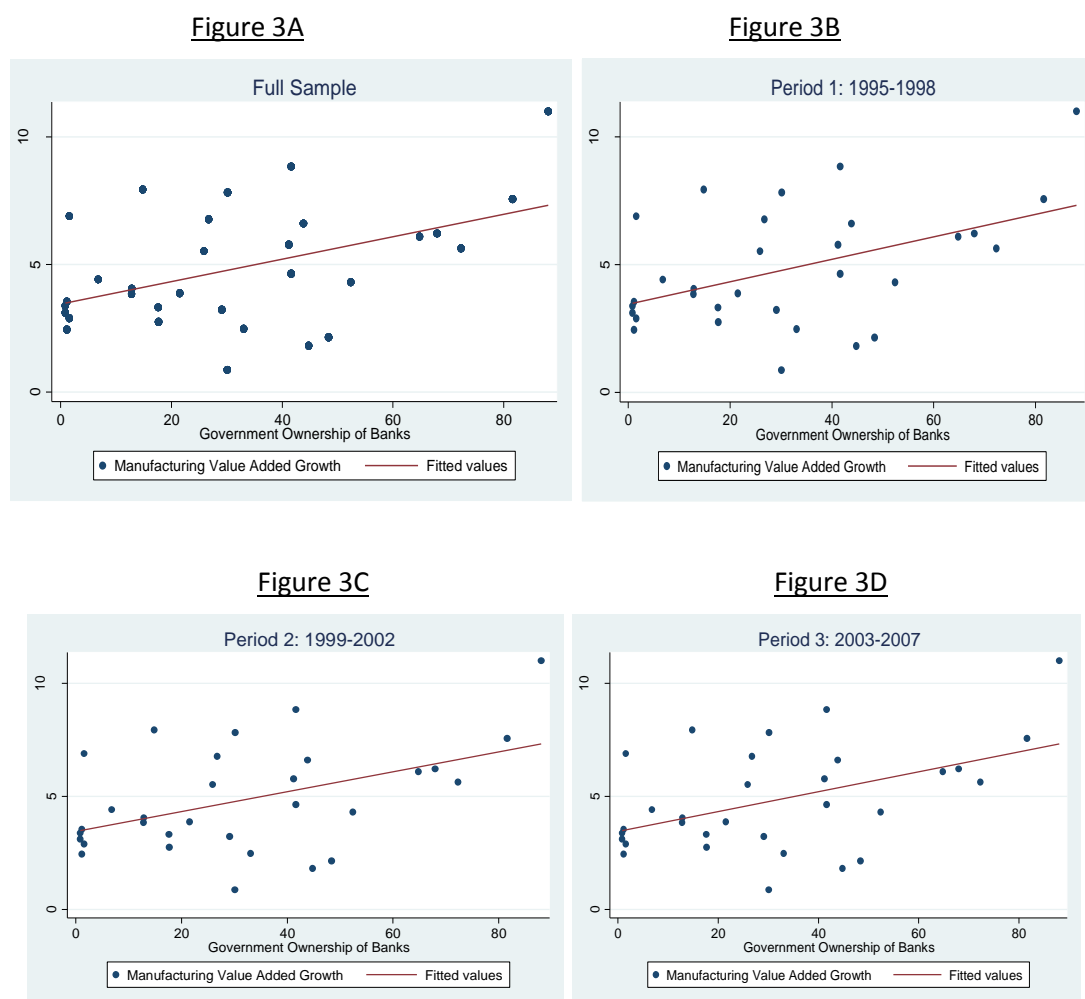 Figure 3A
Full Sample
10
5
0
0 20 40 60 80
Government Ownership of Banks
Manufacturing Value Added Growth Fitted values
Figure 3B
Period 1: 1995-1998
10
5
0
0 20 40 60 80
Government Ownership of Banks
Manufacturing Value Added Growth Fitted values
Figure 3C
Period 2: 1999-2002
10
5
0
0 20 40 60 80
Government Ownership of Banks
Manufacturing Value Added Growth Fitted values
Figure 3D
Period 3: 2003-2007
10
5
0
0 20 40 60 80
Government Ownership of Banks
Manufacturing Value Added Growth Fitted values